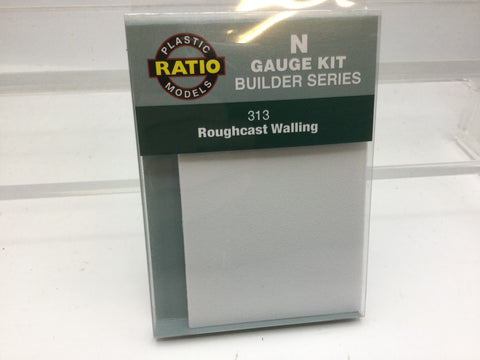 PLASTIC
RATIO
MODELS
N
GAUGE KIT
BUILDER SERIES
313
Roughcast Walling